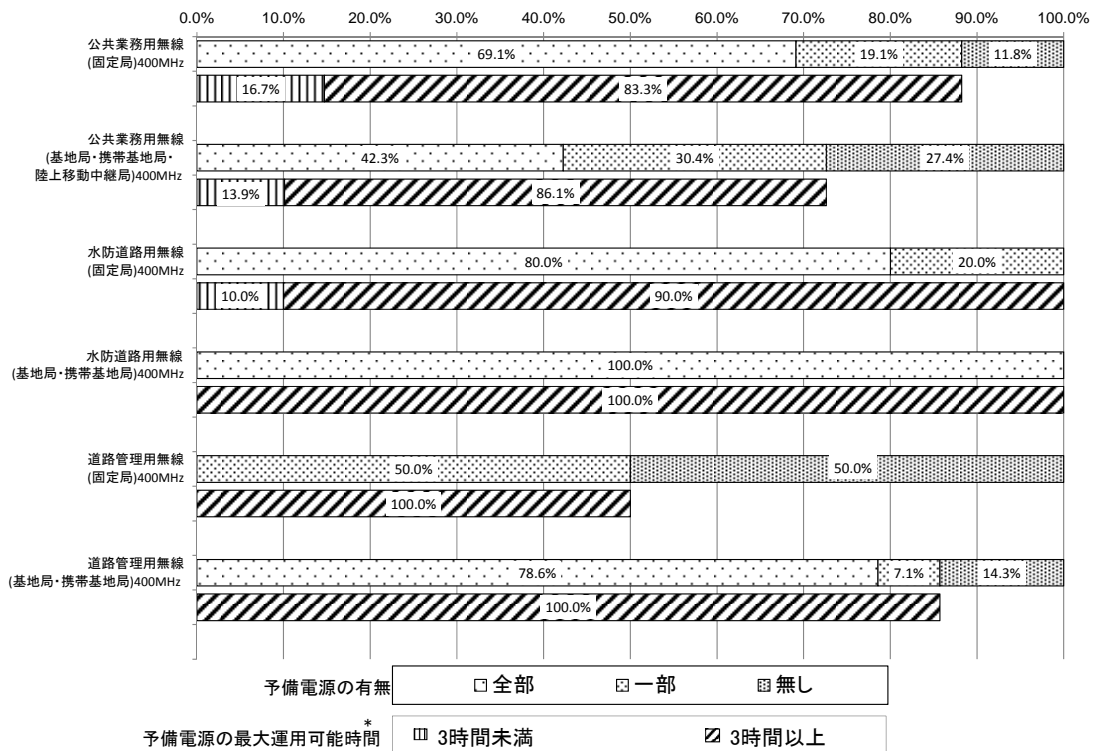 0.0% 10.0% 20.0% 30.0% 40.0% 50.0% 60.0% 70.0% 80.0% 90.0% 100.0%
公共業務用無線
(固定局)400MHz
69.1% 19.1% 11.8%
16.7% 83.3%
公共業務用無線
(基地局・携帯基地局・
陸上移動中継局)400MHz
42.3% 30.4% 27.4%
13.9% 86.1%
水防道路用無線
(固定局)400MHz
80.0% 20.0%
10.0% 90.0%
水防道路用無線
(基地局・携帯基地局)400MHz
100.0%
100.0%
道路管理用無線
(固定局)400MHz
50.0% 50.0%
100.0%
道路管理用無線
(基地局・携帯基地局)400MHz
78.6% 7.1% 14.3%
100.0%
予備電源の有無 全部 一部 無し
予備電源の最大運用可能時間* 3時間未満 3時間以上